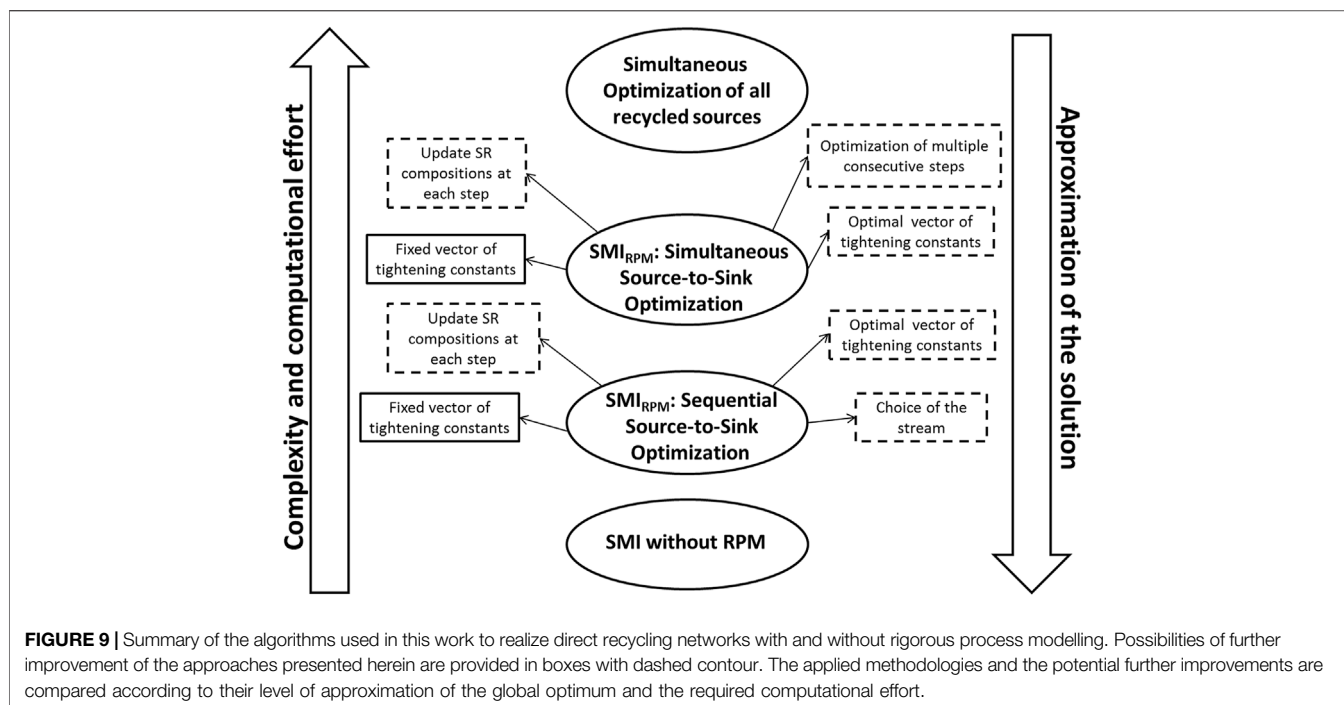 Complexity and computational effort
Simultaneous
Optimization of all
recycled sources
Update SR
compositions at
each step
Optimization of multiple
consecutive steps
Fixed vector of
tightening constants
SMIRPM: Simultaneous
Source-to-Sink
Optimization
Optimal vector of
tightening constants
Update SR
compositions at
each step
Optimal vector of
tightening constants
Fixed vector of
tightening constants
SMIRPM: Sequential
Source-to-Sink
Optimization
Choice of the
stream
SMI without RPM
Approximation of the solution
FIGURE 9 | Summary of the algorithms used in this work to realize direct recycling networks with and without rigorous process modelling. Possibilities of further
improvement of the approaches presented herein are provided in boxes with dashed contour. The applied methodologies and the potential further improvements are
compared according to their level of approximation of the global optimum and the required computational effort.